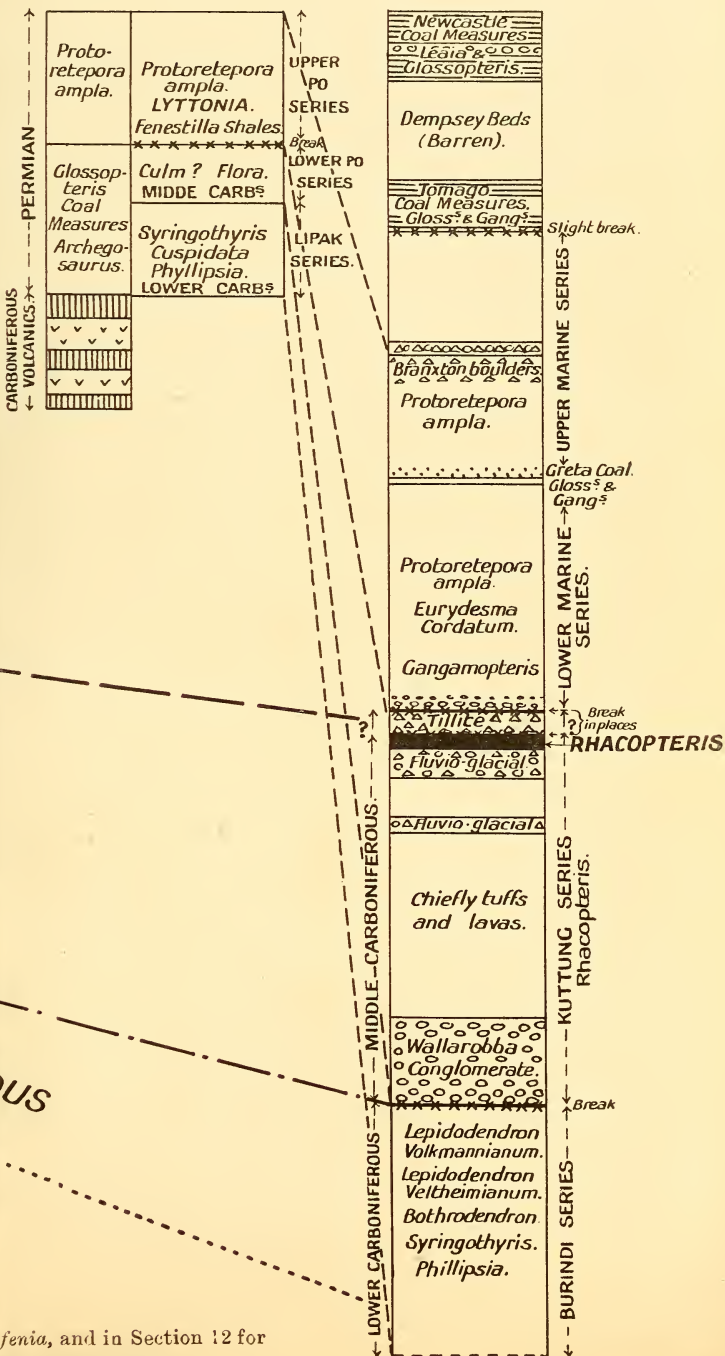 Proto-
retepora
ampla.
Protoretepora
ampla.
LYTTONIA.
Fenestilla Shales
UPPER
PO
SERIES
Break
Glossop-
teris
Coal
Measures
Archego-
saurus.
Culm ? Flora.
MIDDE CARBS
LOWER PO
SERIES
Syringothyris
Cuspidata
Phyllipsia.
LOWER CARBS
LIPAK
SERIES.
PERMIAN
CARBONIFEROUS
VOLCANICS.
Newcastle
Coal Measures
Leaia &
Glossopteris.
Dempsey Beds
(Barren).
Tomago
Coal Measures.
Glosss & Gangs
Slight break.
Branxton boulders
Protoretepora
ampla.
UPPER MARINE SERIES
Greta Coal.
Glosss &
Gangs
Protoretepora
ampla.
Eurydesma
Cordatum.
Gangamopteris
LOWER MARINE
SERIES.
Tillite
?
? Break
in places
RHACOPTERIS
Fluvio-glacial
Fluvio-glacial
Chiefly tuffs
and lavas.
Wallarobba
Conglomerate.
MIDDLE CARBONIFEROUS.
KUTTUNG SERIES
Rhacopteris.
Break
OUS
Lepidodendron
Volkmannianum.
Lepidodendron
Veltheimianum.
Bothrodendron
Syringothyris.
Phillipsia.
LOWER CARBONIFEROUS
BURINDI SERIES
fenia, and in Section 12 for